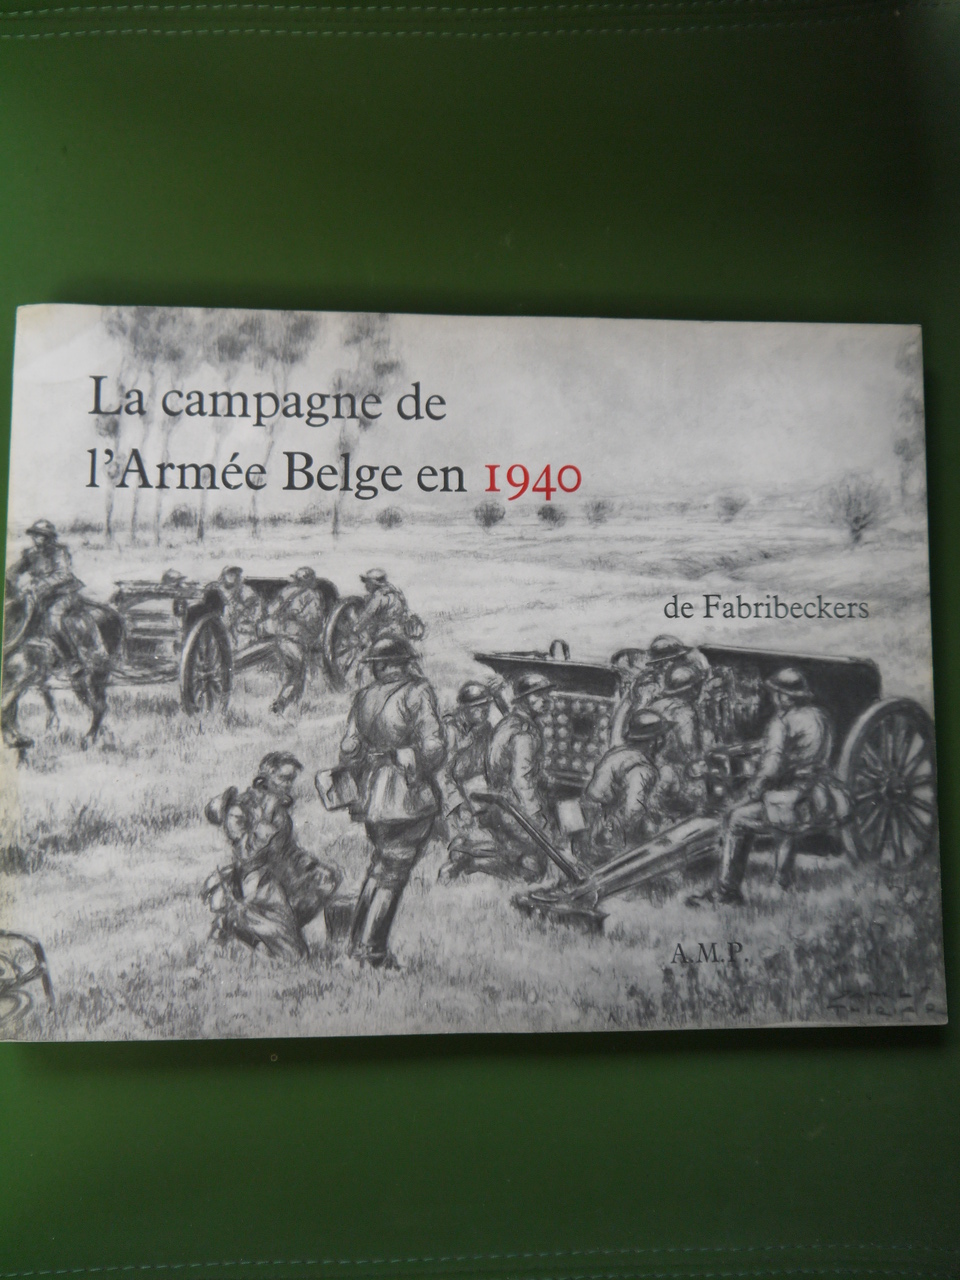 La campagne de
l'Armée Belge en 1940
de Fabribeckers
A.M.P.